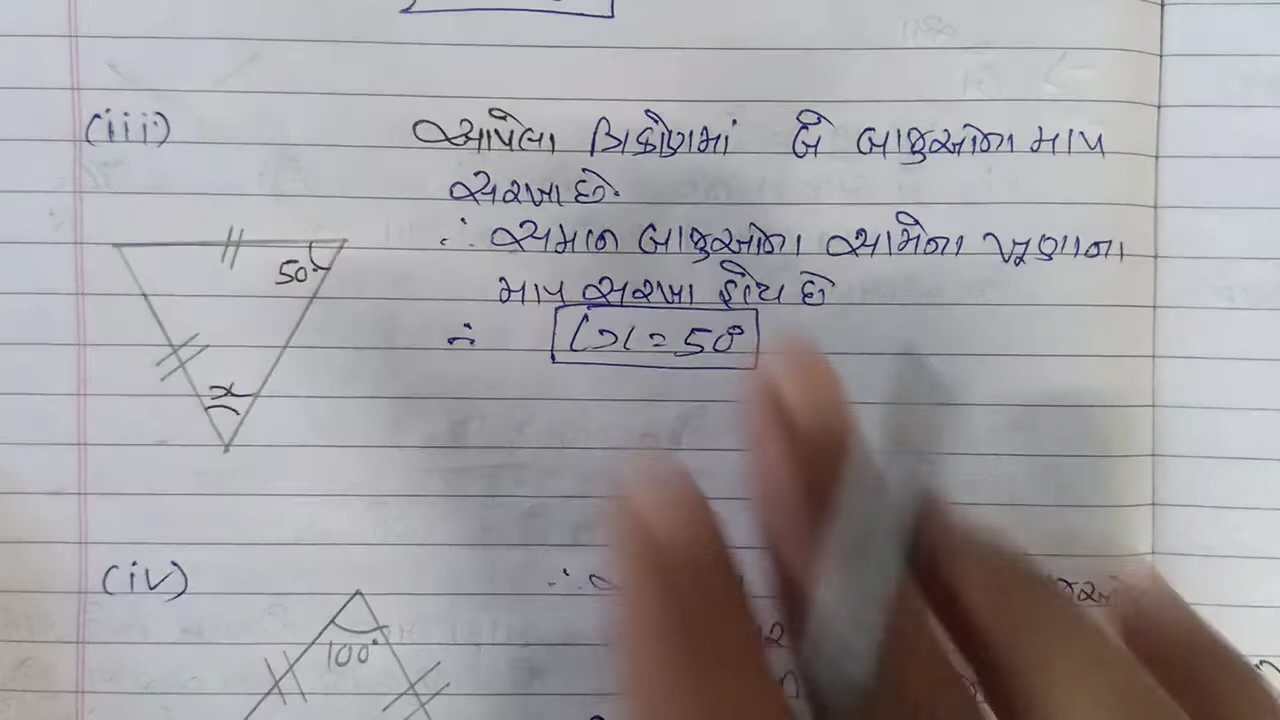 (iii)
આપેલા ત્રિકોણમાં બે બાજુઓના માપ
સરખા છે.
∴ સમાન બાજુઓના સામેના ખૂણાના
માપ સરખા હોય છે
50°
∴ ∠x = 50°
x
(iv)
100°